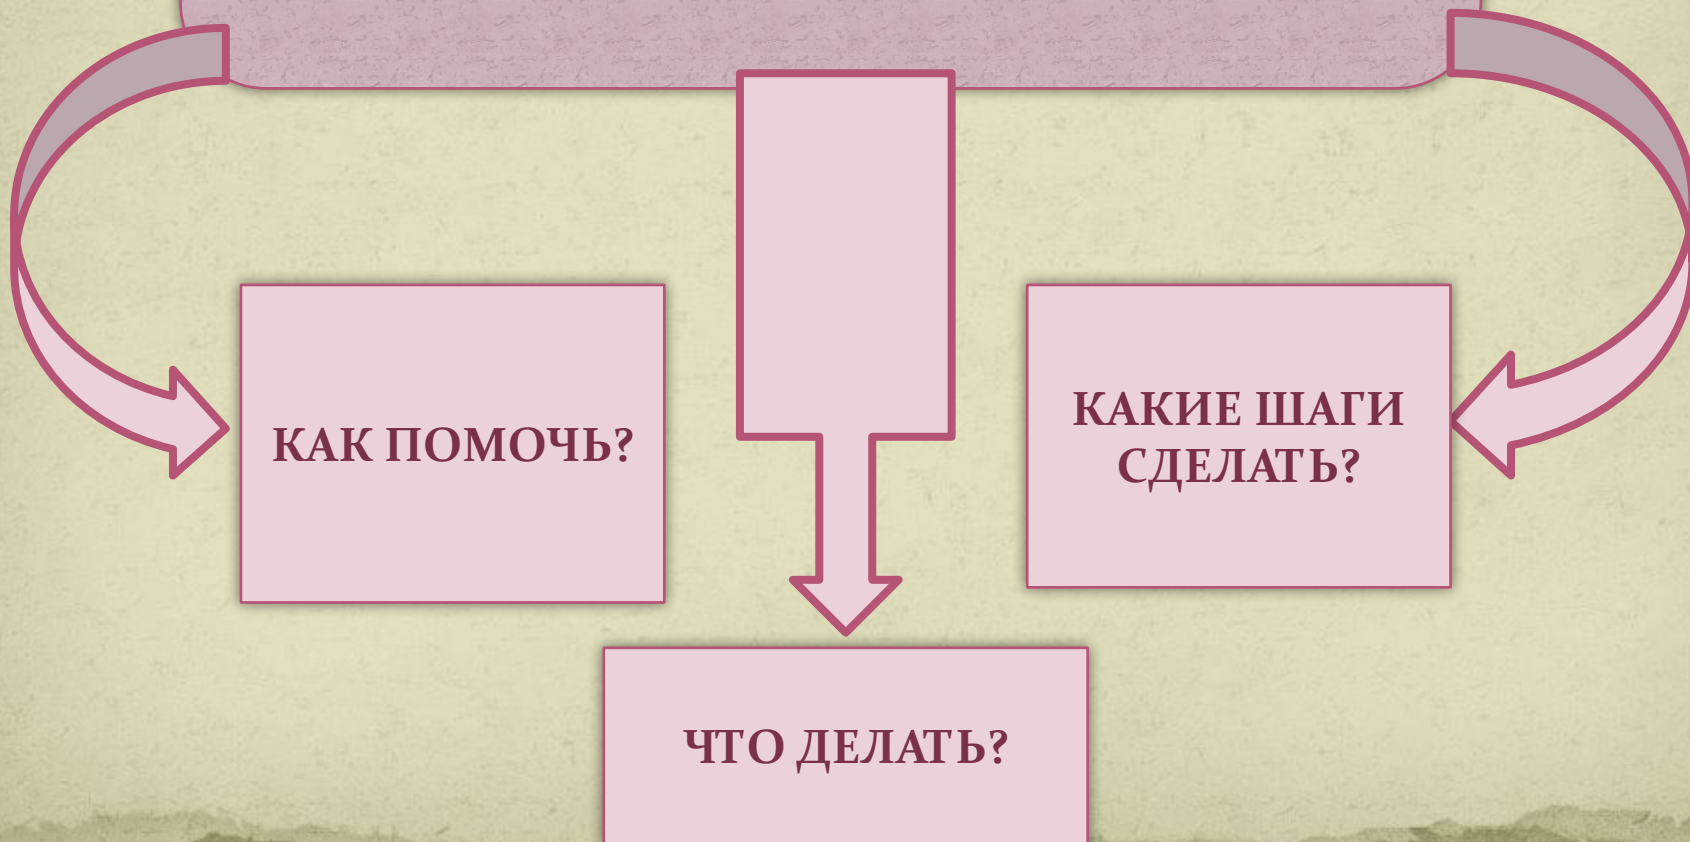 КАК ПОМОЧЬ?
КАКИЕ ШАГИ
СДЕЛАТЬ?
ЧТО ДЕЛАТЬ?